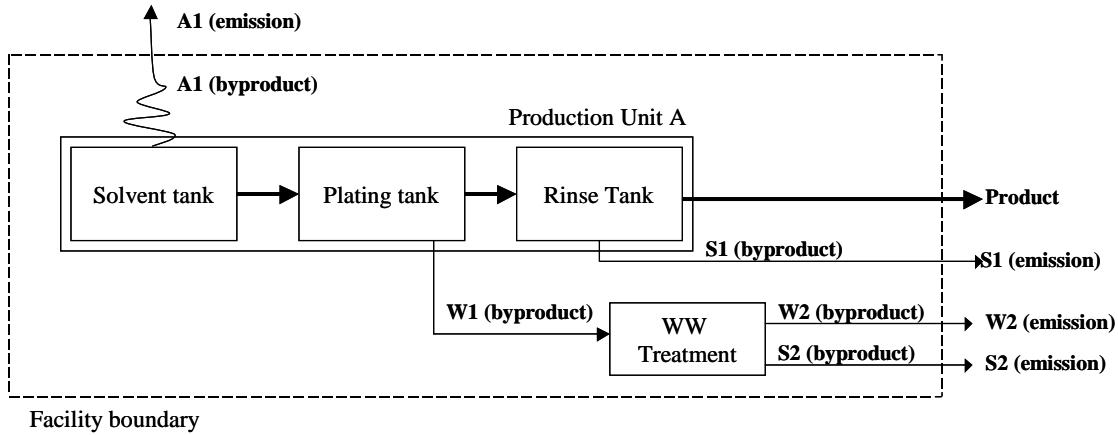 A1 (emission)
A1 (byproduct)
Production Unit A
Solvent tank
Plating tank
Rinse Tank
Product
S1 (byproduct)
S1 (emission)
W1 (byproduct)
WW
Treatment
W2 (byproduct)
W2 (emission)
S2 (byproduct)
S2 (emission)
Facility boundary